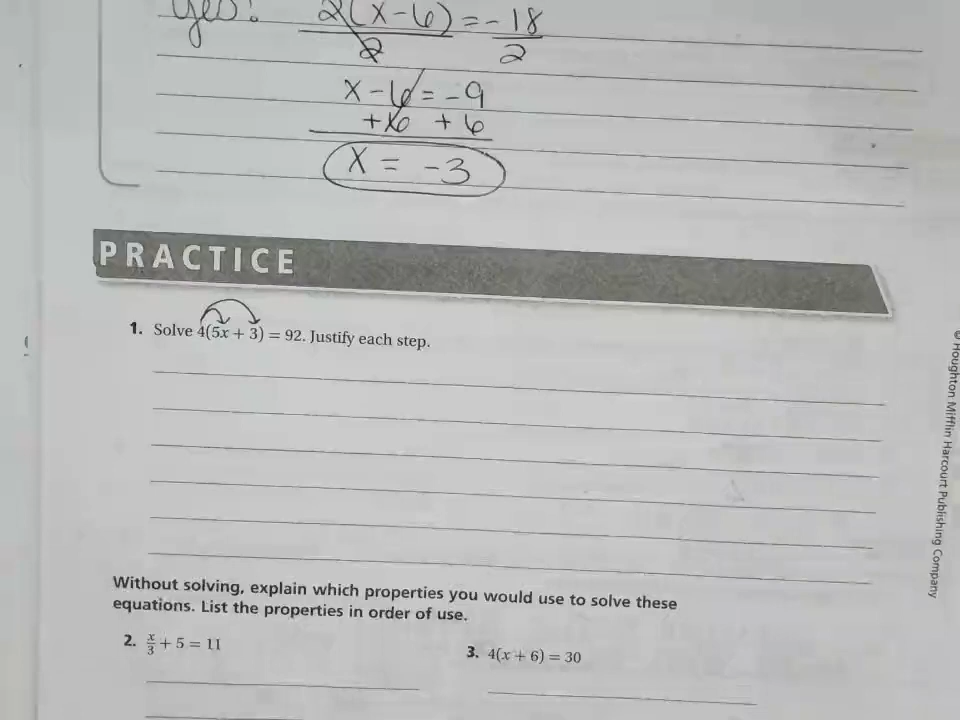 yes! 2(x-6) = -18
2 2
x - 6 = -9
+6 +6
x = -3
PRACTICE
1. Solve 4(5x + 3) = 92. Justify each step.
Without solving, explain which properties you would use to solve these
equations. List the properties in order of use.
2. x/3 + 5 = 11
3. 4(x + 6) = 30
© Houghton Mifflin Harcourt Publishing Company